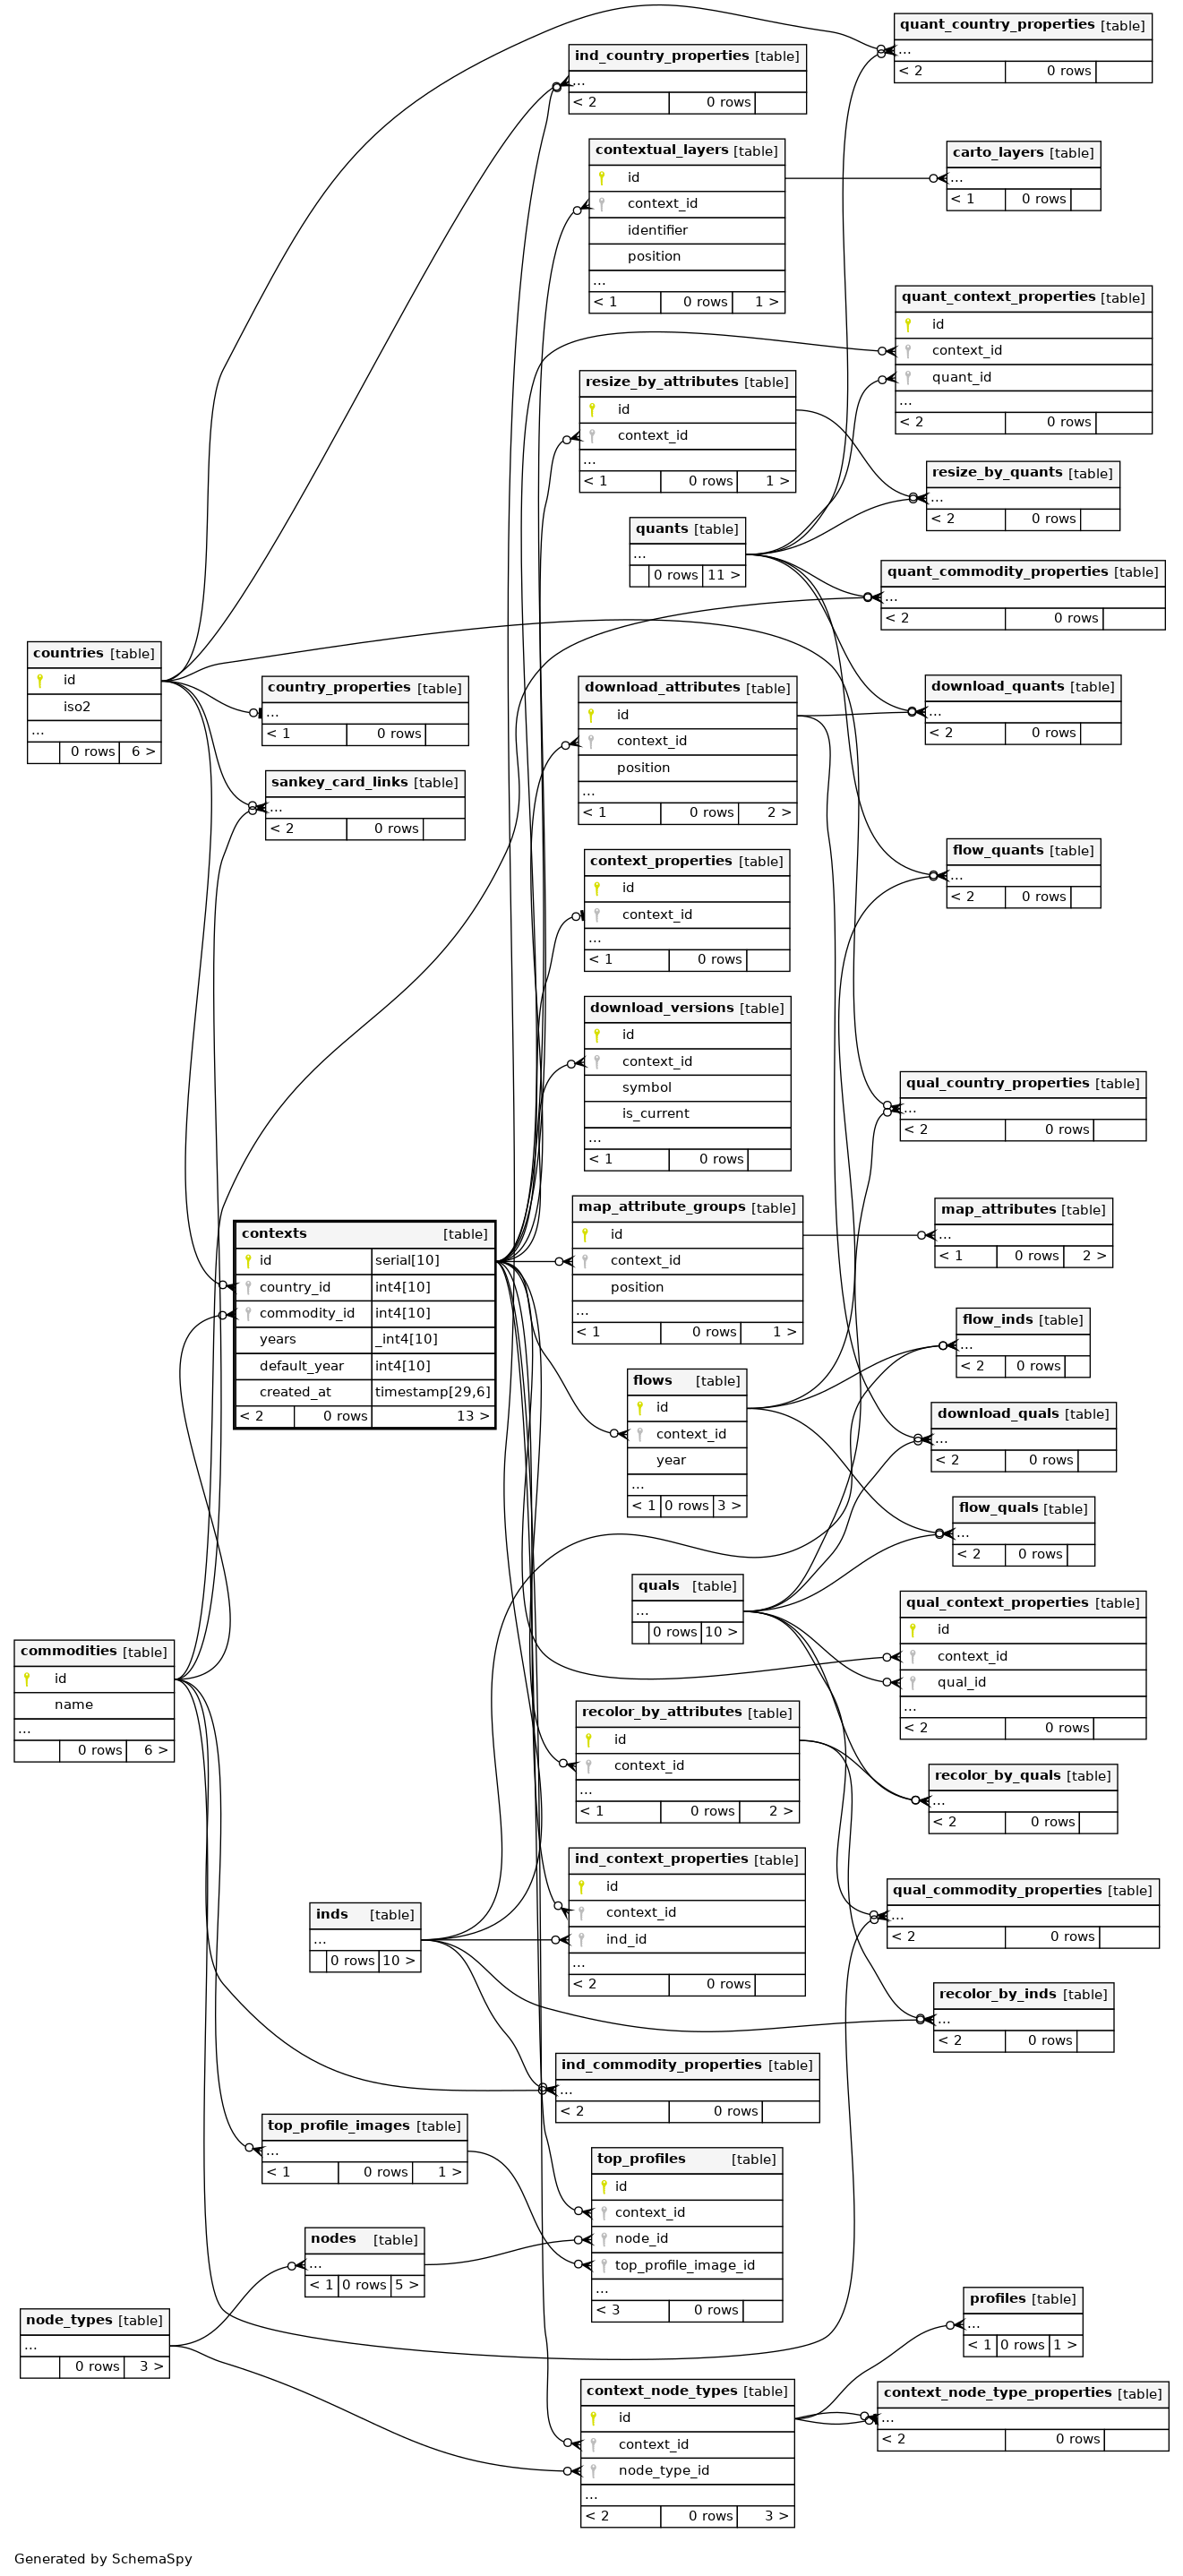 quant_country_properties [table]
...
< 2 0 rows
ind_country_properties [table]
...
< 2 0 rows
contextual_layers [table]
id
context_id
identifier
position
...
< 1 0 rows 1 >
carto_layers [table]
...
< 1 0 rows
quant_context_properties [table]
id
context_id
quant_id
...
< 2 0 rows
resize_by_attributes [table]
id
context_id
...
< 1 0 rows 1 >
resize_by_quants [table]
...
< 2 0 rows
quants [table]
...
0 rows 11 >
quant_commodity_properties [table]
...
< 2 0 rows
countries [table]
id
iso2
...
0 rows 6 >
country_properties [table]
...
< 1 0 rows
download_attributes [table]
id
context_id
position
...
< 1 0 rows 2 >
download_quants [table]
...
< 2 0 rows
sankey_card_links [table]
...
< 2 0 rows
context_properties [table]
id
context_id
...
< 1 0 rows
flow_quants [table]
...
< 2 0 rows
download_versions [table]
id
context_id
symbol
is_current
...
< 1 0 rows
qual_country_properties [table]
...
< 2 0 rows
contexts [table]
id serial[10]
country_id int4[10]
commodity_id int4[10]
years _int4[10]
default_year int4[10]
created_at timestamp[29,6]
< 2 0 rows 13 >
map_attribute_groups [table]
id
context_id
position
...
< 1 0 rows 1 >
map_attributes [table]
...
< 1 0 rows 2 >
flow_inds [table]
...
< 2 0 rows
flows [table]
id
context_id
year
...
< 1 0 rows 3 >
download_quals [table]
...
< 2 0 rows
flow_quals [table]
...
< 2 0 rows
quals [table]
...
0 rows 10 >
qual_context_properties [table]
id
context_id
qual_id
...
< 2 0 rows
commodities [table]
id
name
...
0 rows 6 >
recolor_by_attributes [table]
id
context_id
...
< 1 0 rows 2 >
recolor_by_quals [table]
...
< 2 0 rows
ind_context_properties [table]
id
context_id
ind_id
...
< 2 0 rows
qual_commodity_properties [table]
...
< 2 0 rows
inds [table]
...
0 rows 10 >
recolor_by_inds [table]
...
< 2 0 rows
ind_commodity_properties [table]
...
< 2 0 rows
top_profile_images [table]
...
< 1 0 rows 1 >
top_profiles [table]
id
context_id
node_id
top_profile_image_id
...
< 3 0 rows
nodes [table]
...
< 1 0 rows 5 >
profiles [table]
...
< 1 0 rows 1 >
node_types [table]
...
0 rows 3 >
context_node_types [table]
id
context_id
node_type_id
...
< 2 0 rows 3 >
context_node_type_properties [table]
...
< 2 0 rows
Generated by SchemaSpy